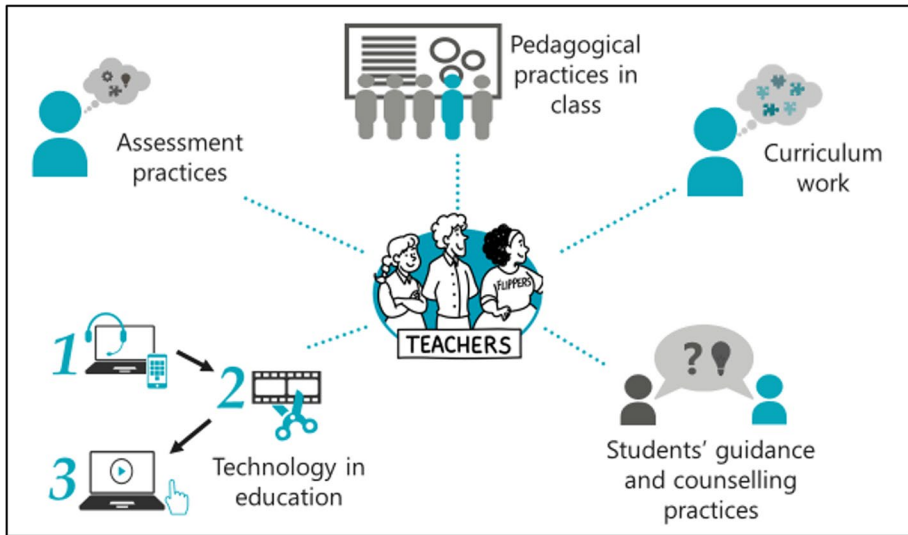 Pedagogical
practices in
class
Assessment
practices
Curriculum
work
FLIPPERS
TEACHERS
1
2
3
Technology in
education
?
Students' guidance
and counselling
practices